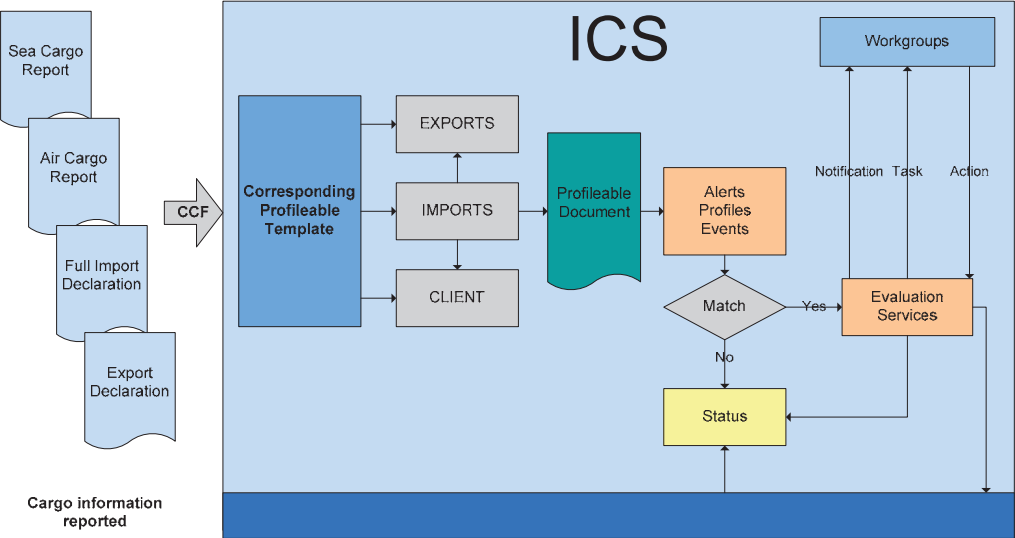 ICS
Sea Cargo
Report
Air Cargo
Report
Full Import
Declaration
Export
Declaration
Cargo information
reported
CCF
Corresponding
Profileable
Template
EXPORTS
IMPORTS
CLIENT
Profileable
Document
Alerts
Profiles
Events
Match
Yes
No
Status
Evaluation
Services
Notification
Task
Action
Workgroups